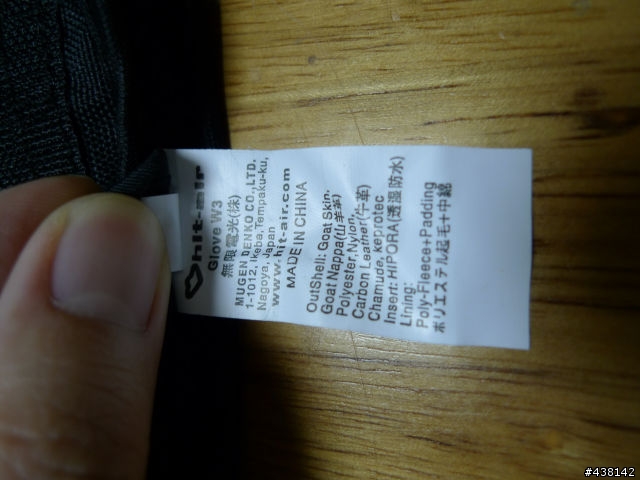 hit-air
Glove W3
無限電光(株)
MUGEN DENKO CO.,LTD.
1-1012, Ikeba,Tempaku-ku,
Nagoya, Japan
www.hit-air.com
MADE IN CHINA
OutShell: Goat Skin,
Goat Nappa(山羊革)
Polyester,Nylon,
Carbon Leather(牛革)
Chamude, keprotec
Insert: HIPORA(透湿防水)
Lining:
Poly-Fleece+Padding
ポリエステル起毛+中綿
#438142